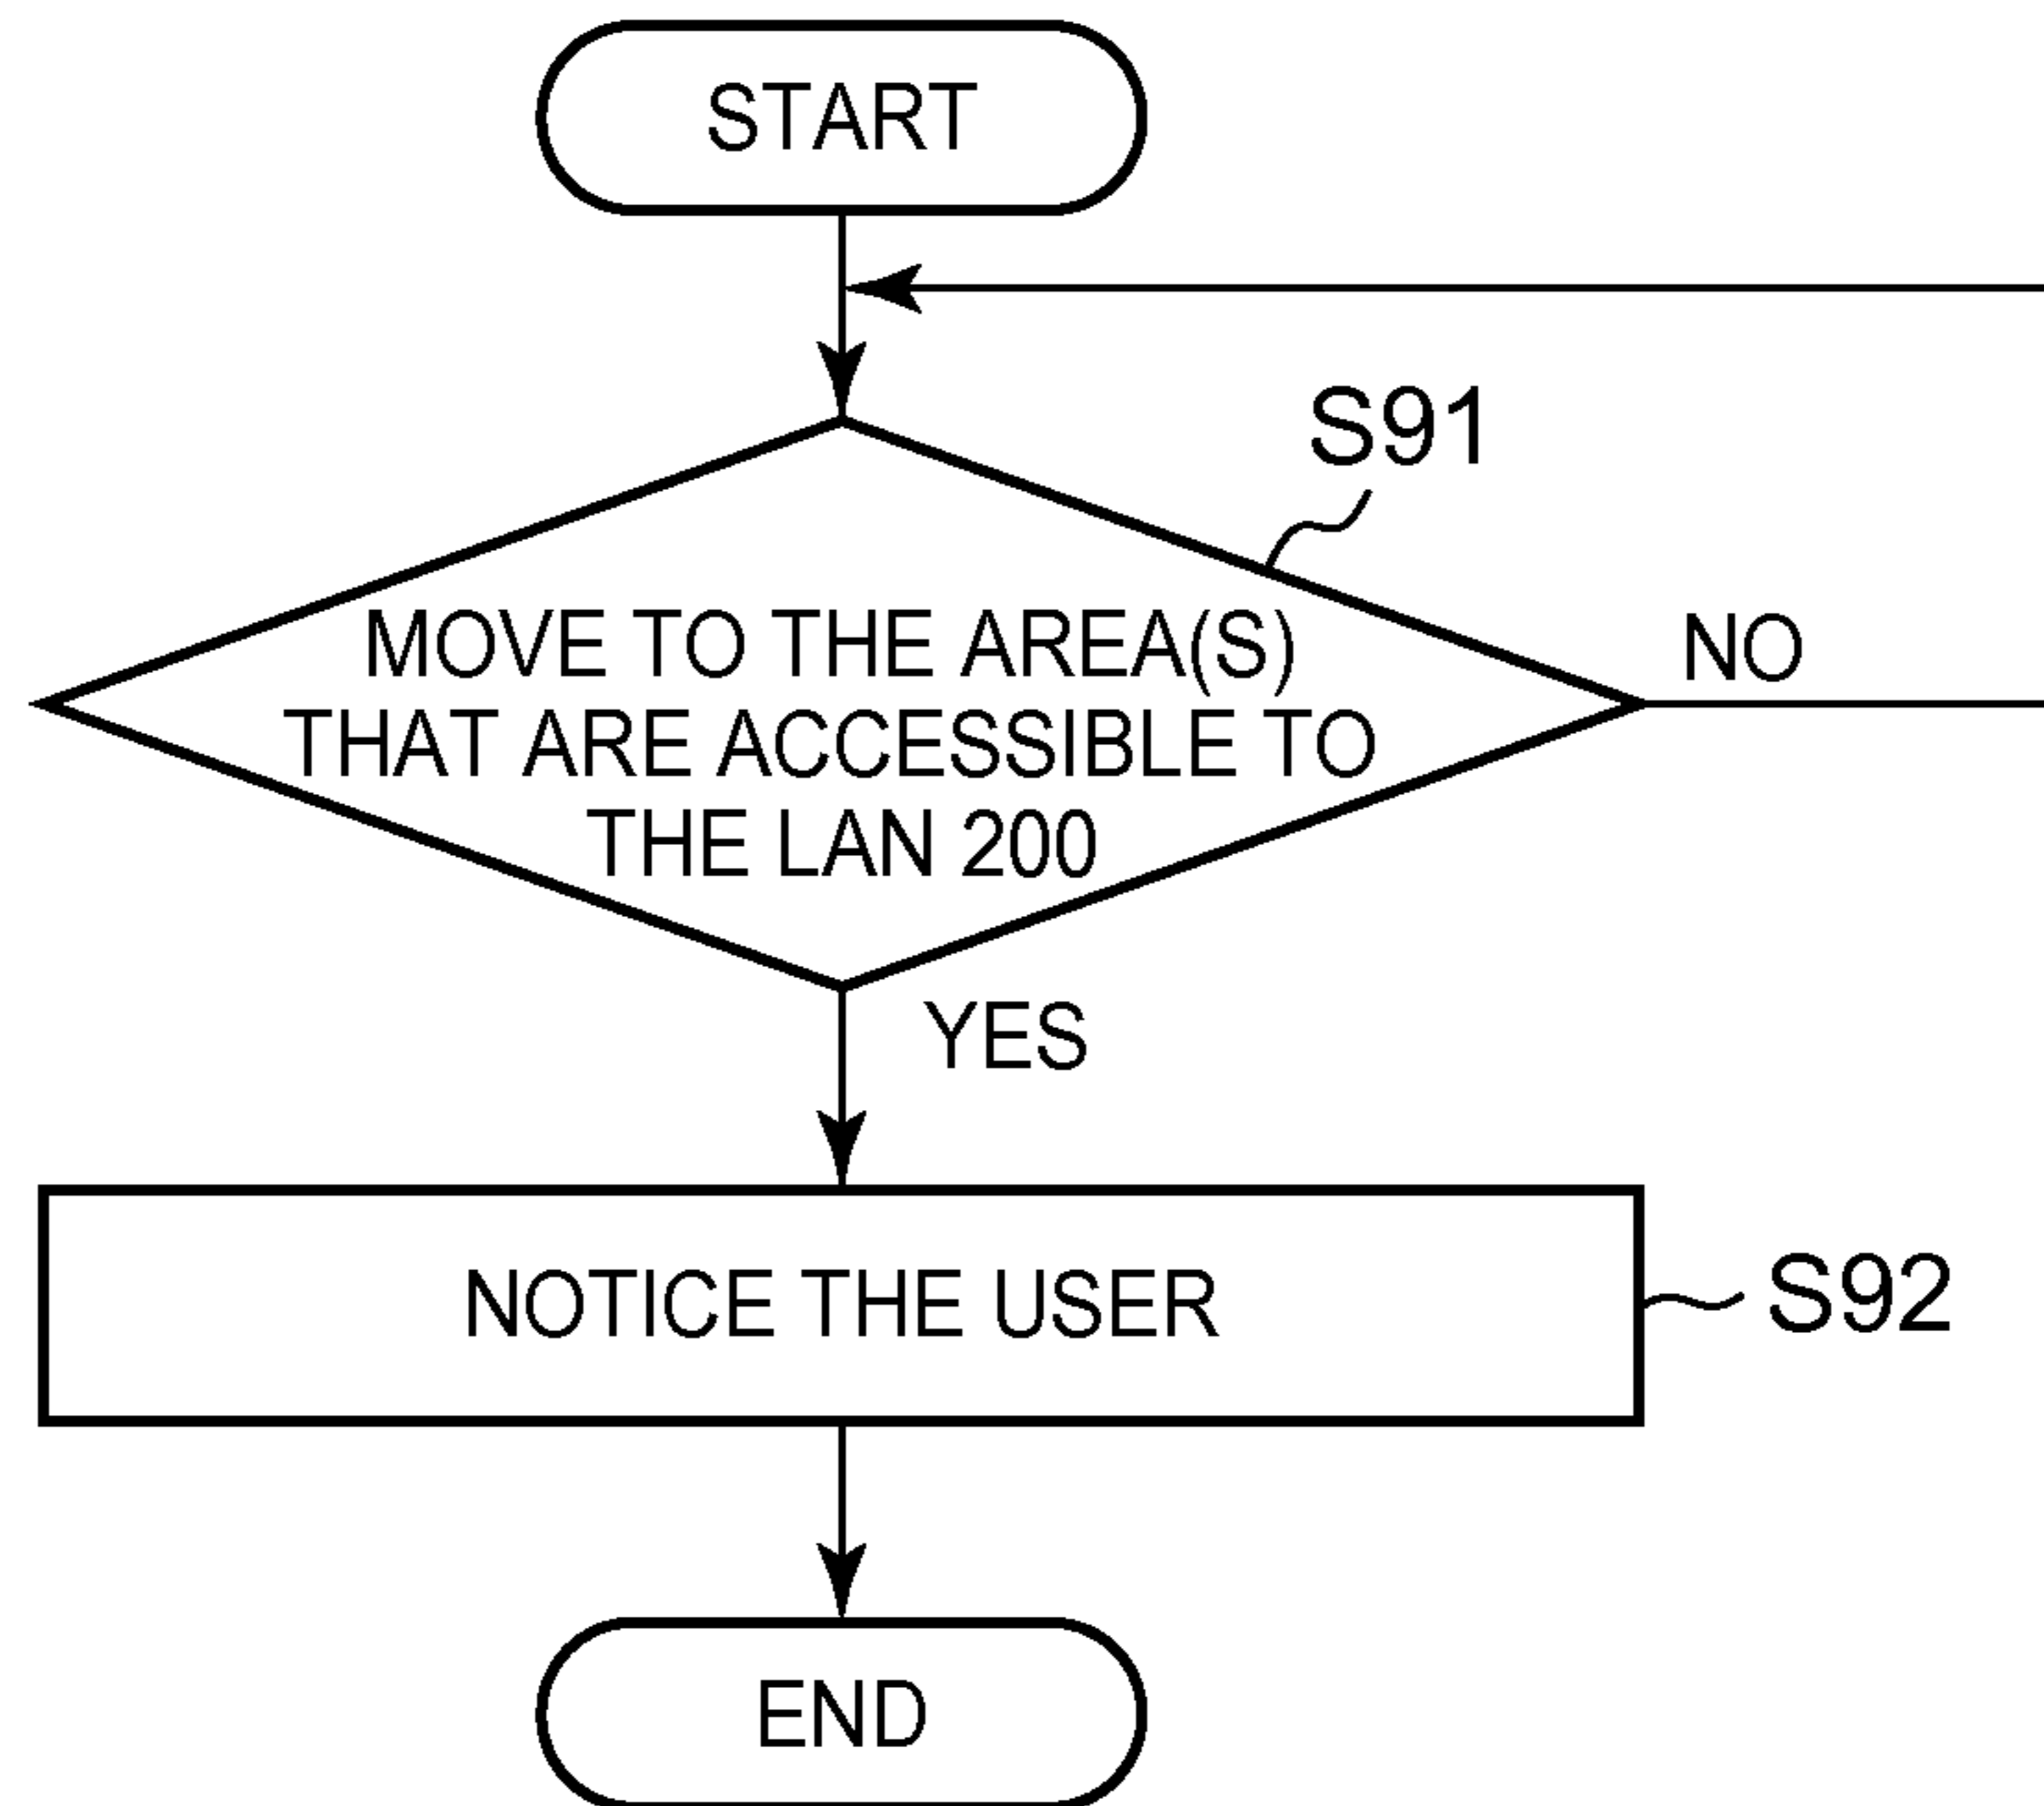 START
S91
MOVE TO THE AREA(S)
THAT ARE ACCESSIBLE TO
THE LAN 200
NO
YES
NOTICE THE USER
S92
END